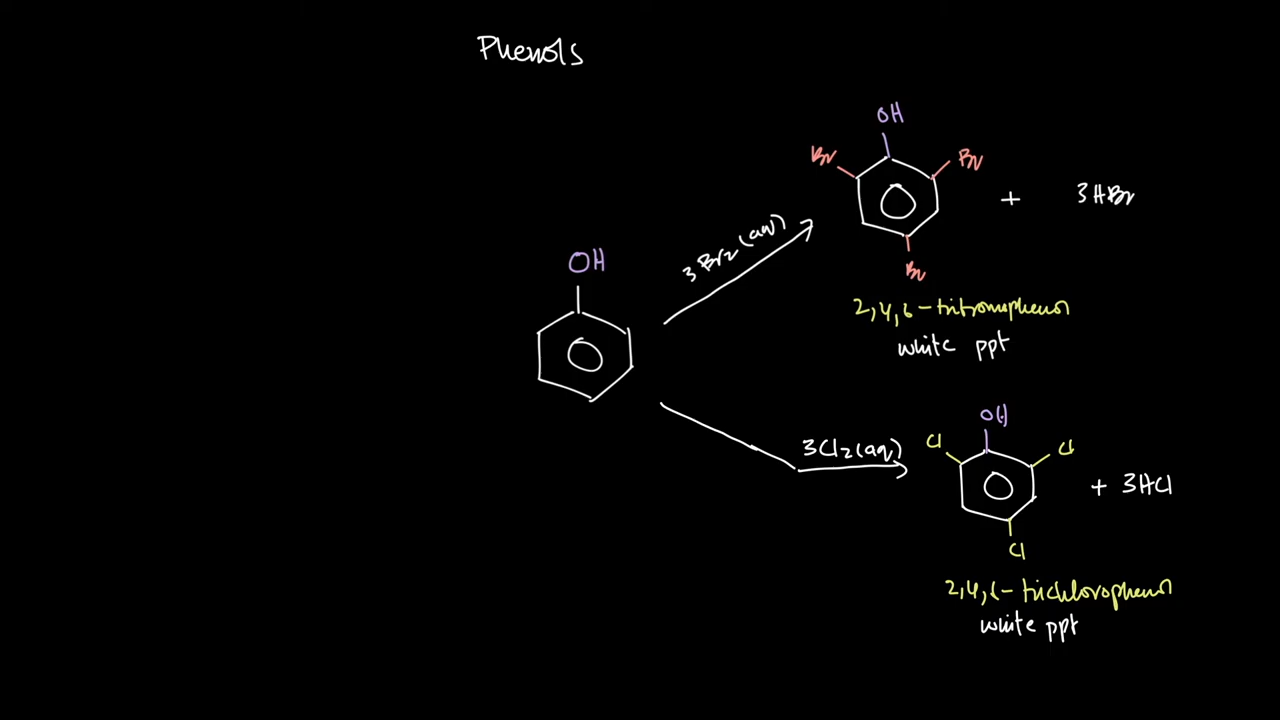 Phenols
OH
3Br2(aq)
OH
Br
Br
Br
+ 3HBr
2,4,6-tribromophenol
white ppt
3Cl2(aq)
OH
Cl
Cl
Cl
+ 3HCl
2,4,6-trichlorophenol
white ppt